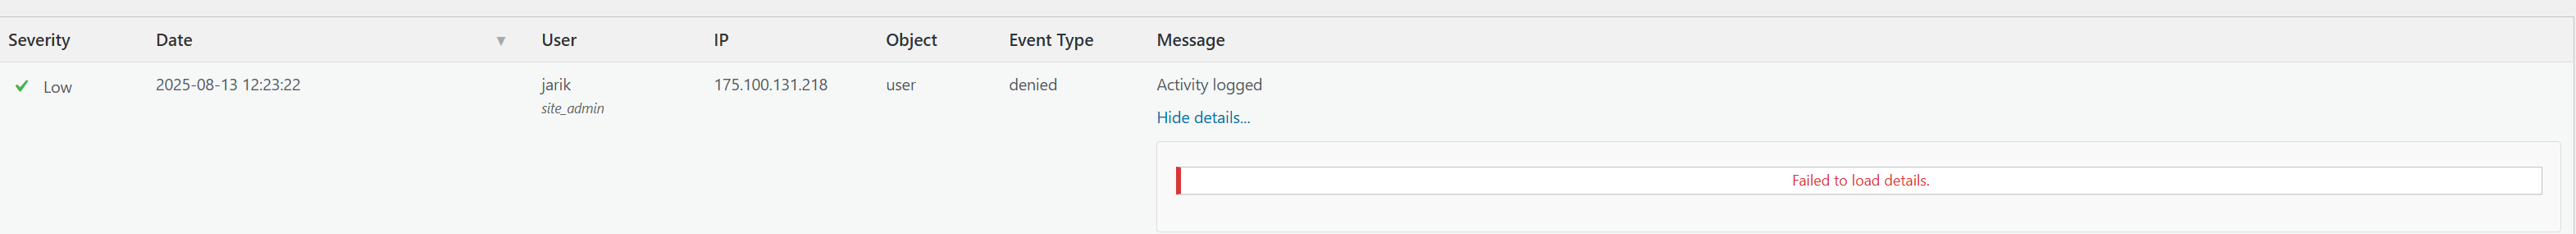 Severity Date ▼ User IP Object Event Type Message
Low 2025-08-13 12:23:22 jarik 175.100.131.218 user denied Activity logged
site_admin
Hide details...
Failed to load details.